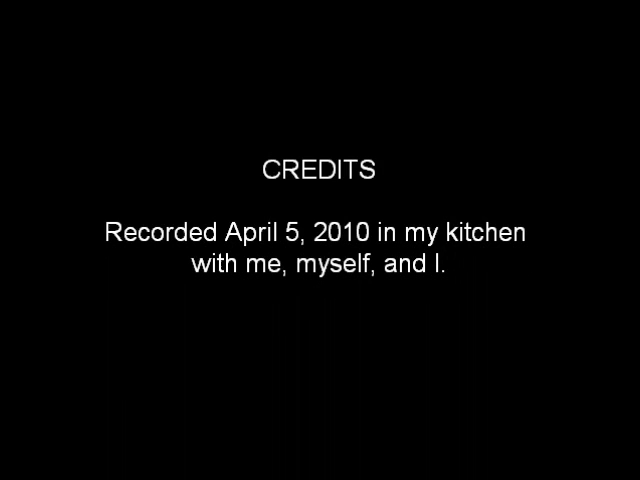 CREDITS
Recorded April 5, 2010 in my kitchen
with me, myself, and I.